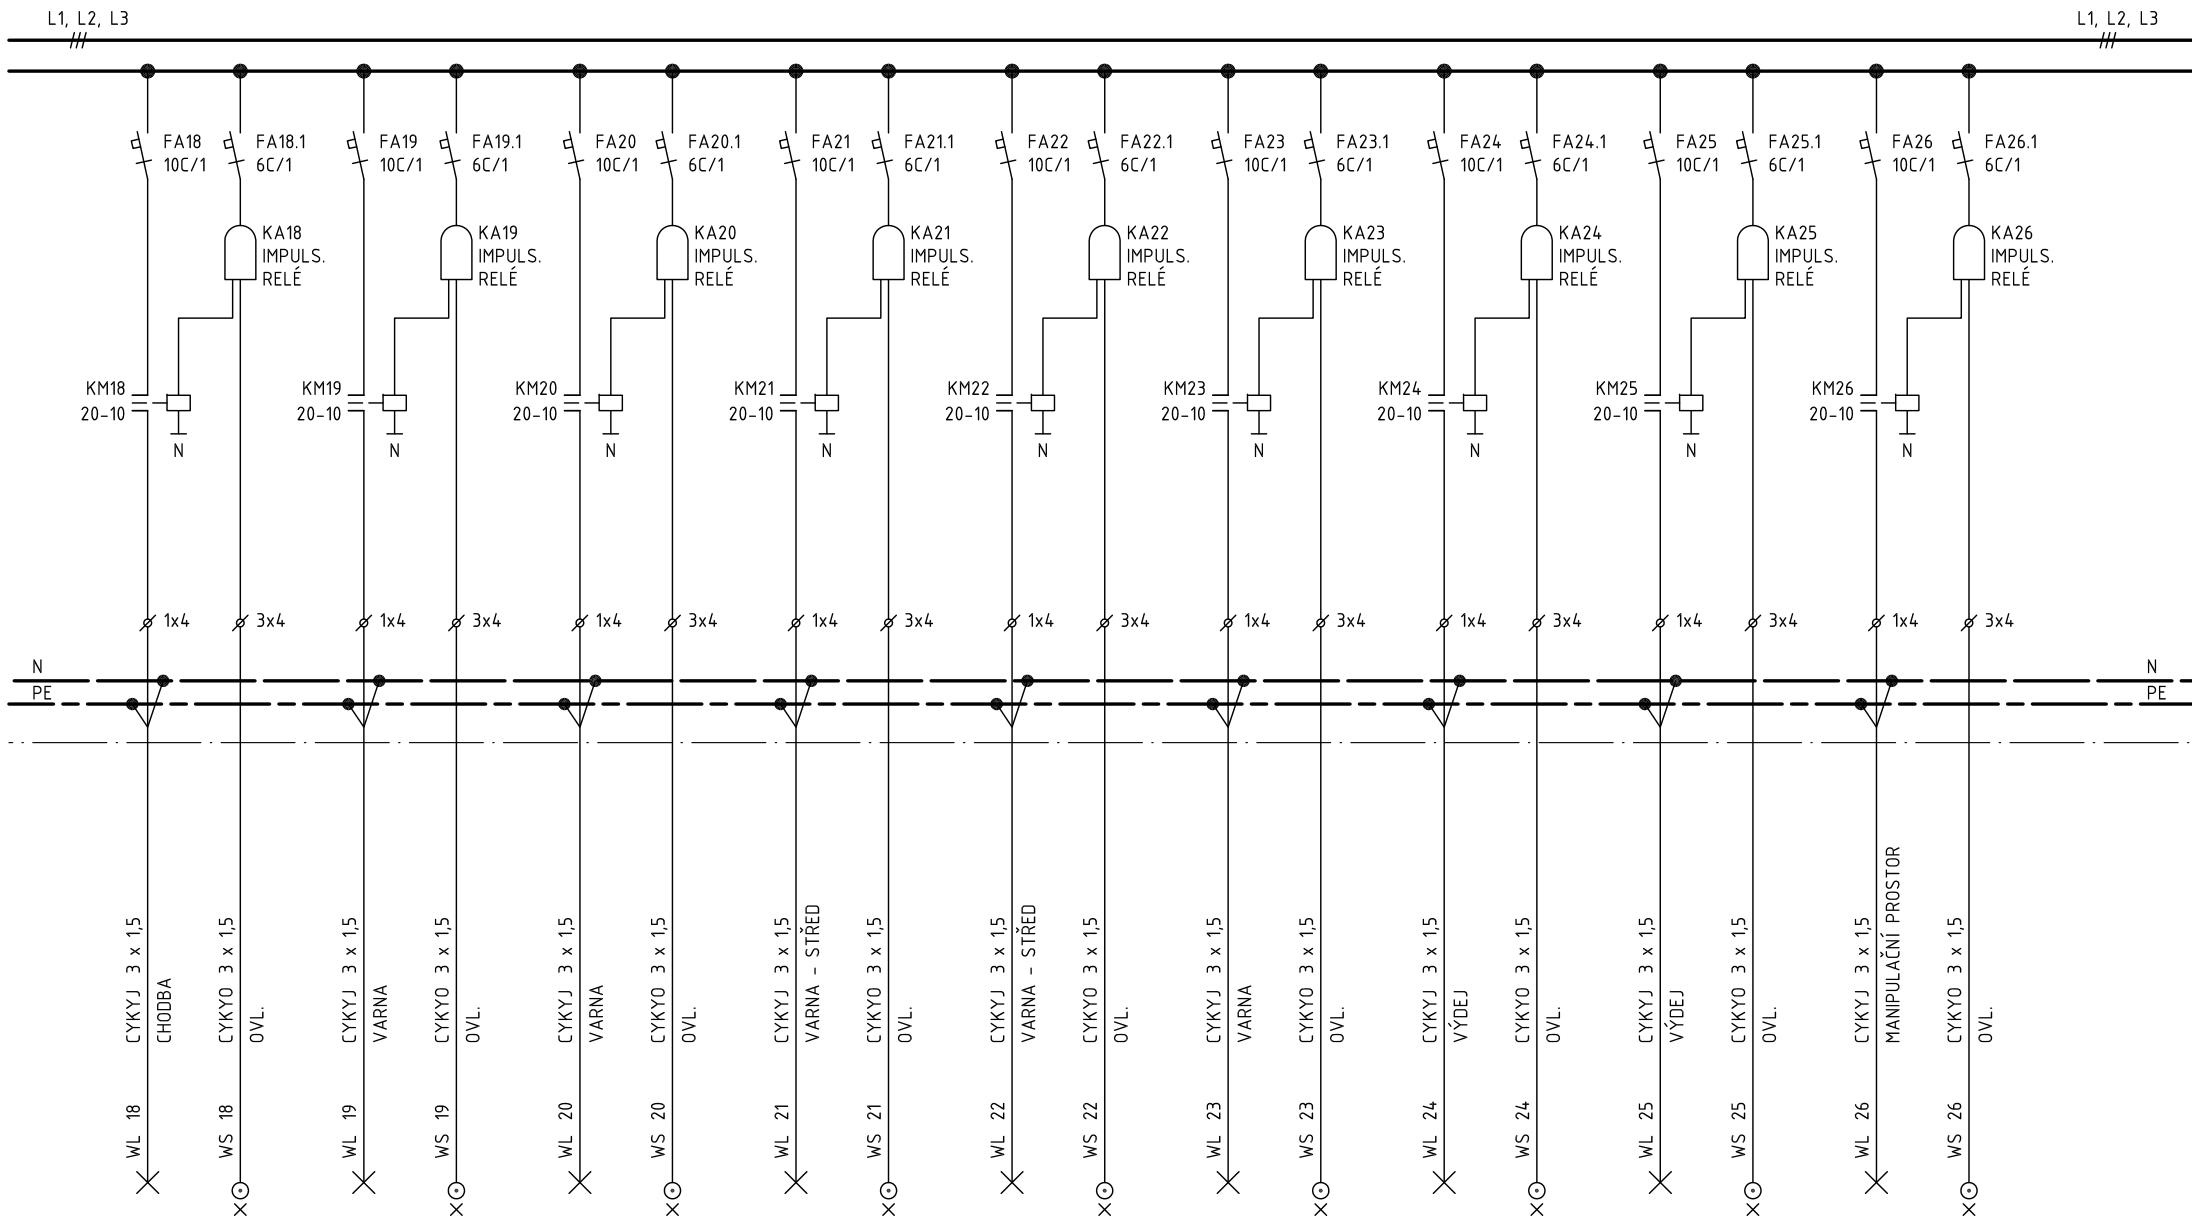 L1, L2, L3
L1, L2, L3
FA18
10C/1
FA18.1
6C/1
FA19
10C/1
FA19.1
6C/1
FA20
10C/1
FA20.1
6C/1
FA21
10C/1
FA21.1
6C/1
FA22
10C/1
FA22.1
6C/1
FA23
10C/1
FA23.1
6C/1
FA24
10C/1
FA24.1
6C/1
FA25
10C/1
FA25.1
6C/1
FA26
10C/1
FA26.1
6C/1
KA18
IMPULS.
RELÉ
KA19
IMPULS.
RELÉ
KA20
IMPULS.
RELÉ
KA21
IMPULS.
RELÉ
KA22
IMPULS.
RELÉ
KA23
IMPULS.
RELÉ
KA24
IMPULS.
RELÉ
KA25
IMPULS.
RELÉ
KA26
IMPULS.
RELÉ
KM18
20-10
N
KM19
20-10
N
KM20
20-10
N
KM21
20-10
N
KM22
20-10
N
KM23
20-10
N
KM24
20-10
N
KM25
20-10
N
KM26
20-10
N
1x4
3x4
1x4
3x4
1x4
3x4
1x4
3x4
1x4
3x4
1x4
3x4
1x4
3x4
1x4
3x4
1x4
3x4
N
N
PE
PE
WL 18 CYKYJ 3 x 1,5
CHODBA
WS 18 CYKYO 3 x 1,5
OVL.
WL 19 CYKYJ 3 x 1,5
VARNA
WS 19 CYKYO 3 x 1,5
OVL.
WL 20 CYKYJ 3 x 1,5
VARNA
WS 20 CYKYO 3 x 1,5
OVL.
WL 21 CYKYJ 3 x 1,5
VARNA - STŘED
WS 21 CYKYO 3 x 1,5
OVL.
WL 22 CYKYJ 3 x 1,5
VARNA - STŘED
WS 22 CYKYO 3 x 1,5
OVL.
WL 23 CYKYJ 3 x 1,5
VARNA
WS 23 CYKYO 3 x 1,5
OVL.
WL 24 CYKYJ 3 x 1,5
VÝDEJ
WS 24 CYKYO 3 x 1,5
OVL.
WL 25 CYKYJ 3 x 1,5
VÝDEJ
WS 25 CYKYO 3 x 1,5
OVL.
WL 26 CYKYJ 3 x 1,5
MANIPULAČNÍ PROSTOR
WS 26 CYKYO 3 x 1,5
OVL.